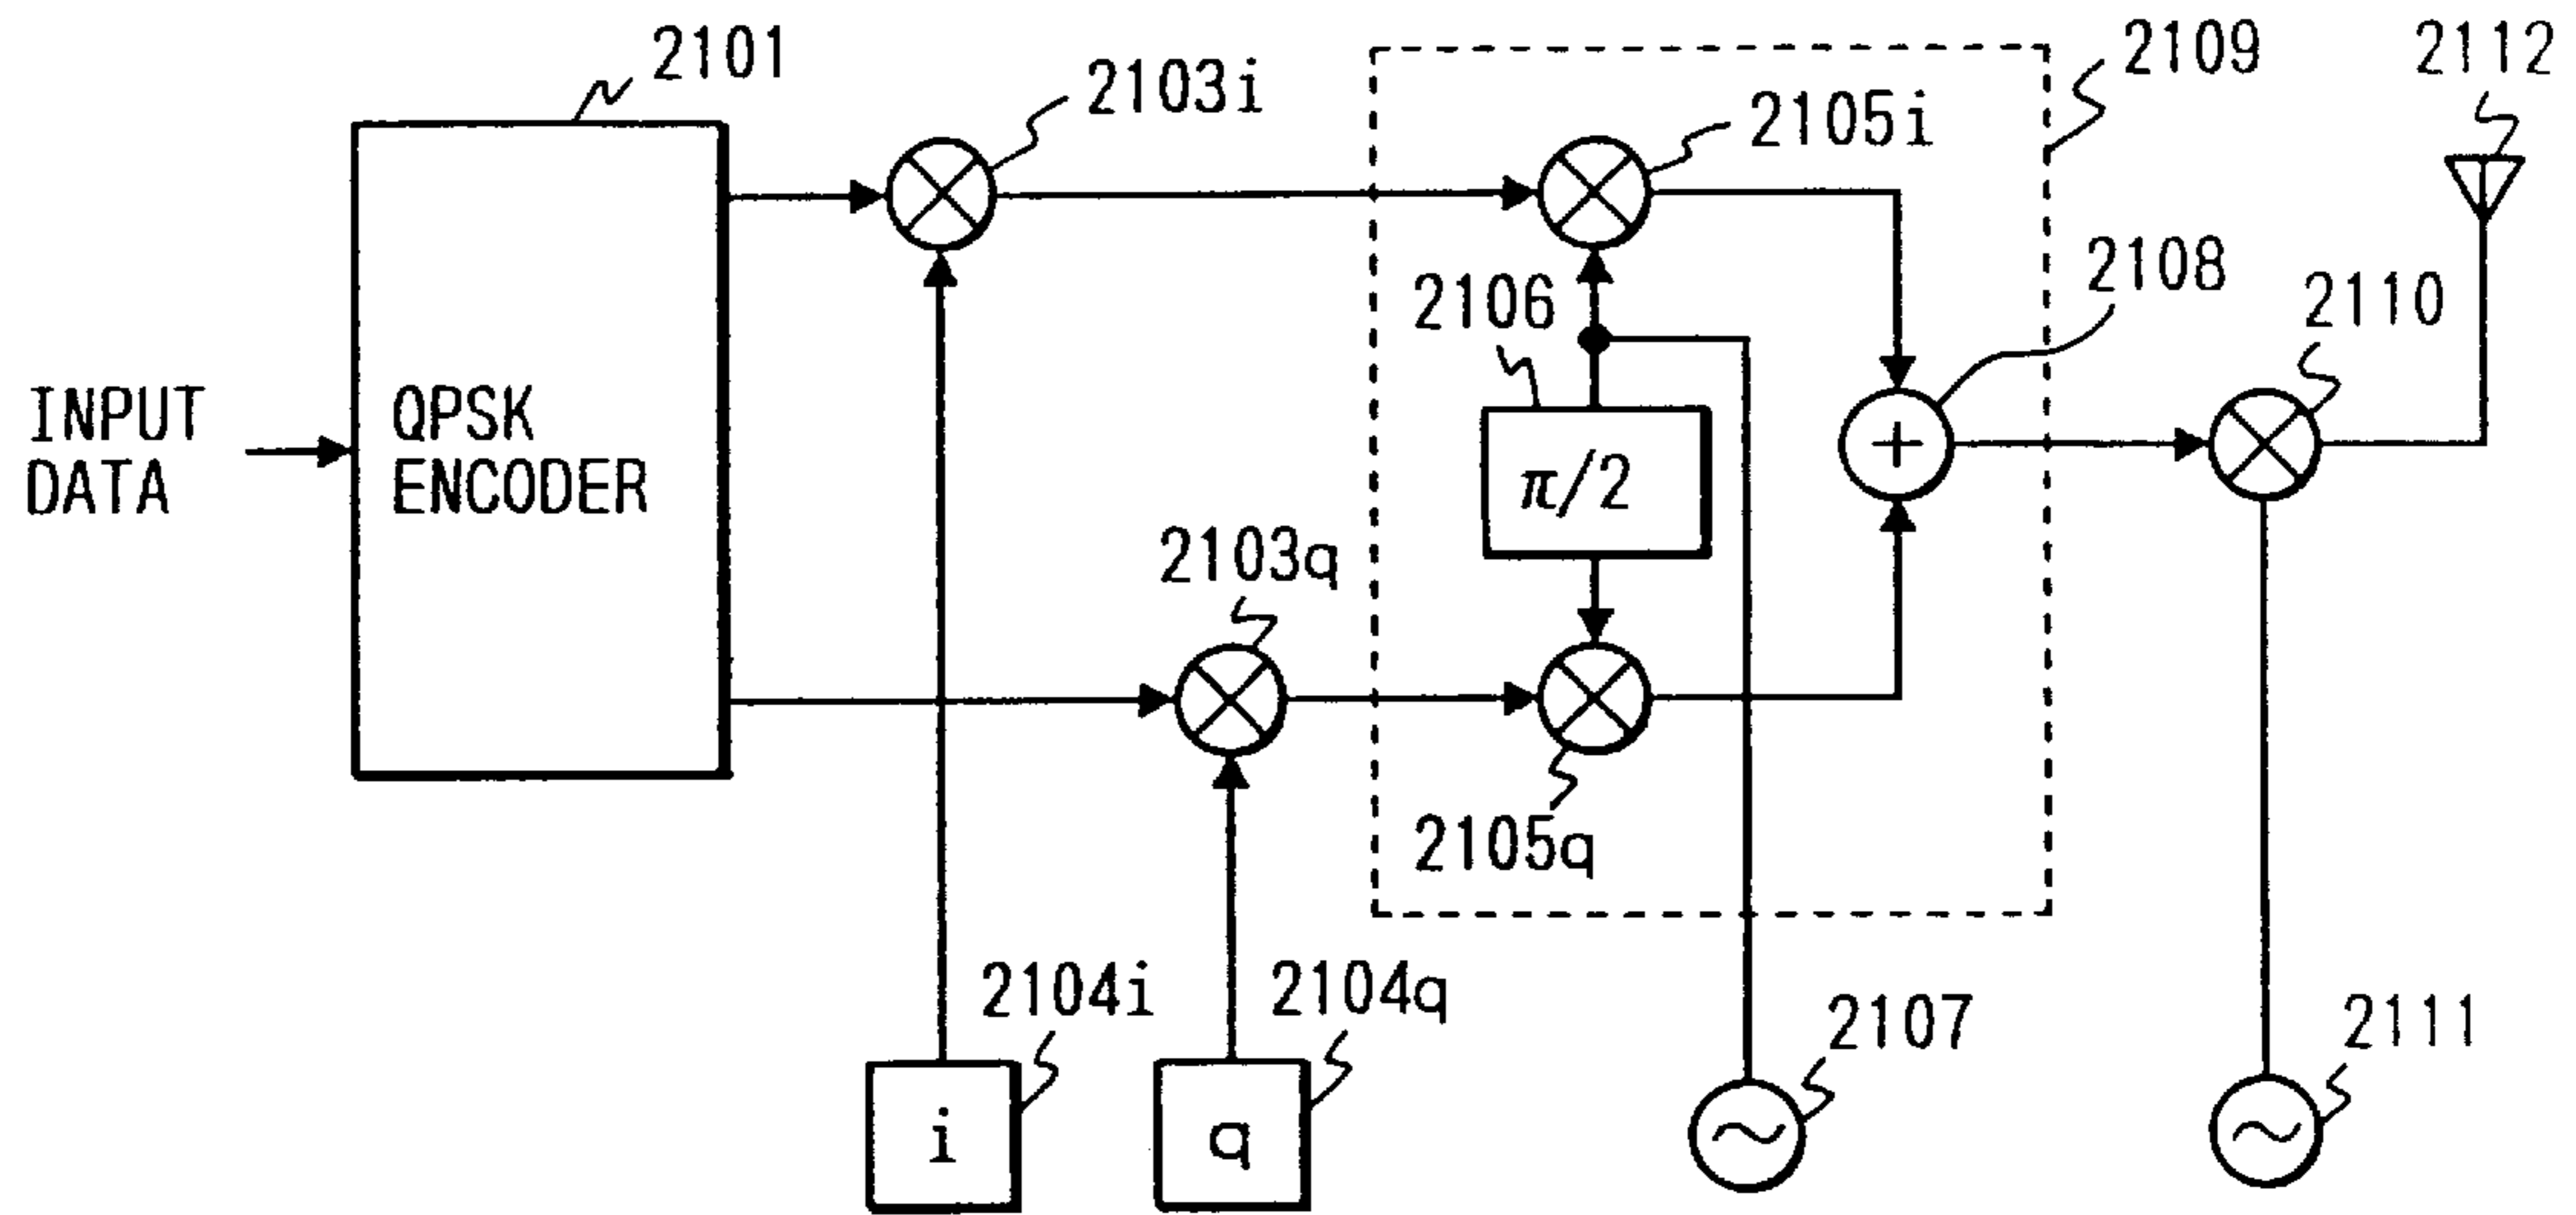 2101
2103i
2105i
2109
2112
2106
2108
2110
INPUT
DATA
QPSK
ENCODER
π/2
+
2103q
2105q
2104i
2104q
2107
2111
i
q